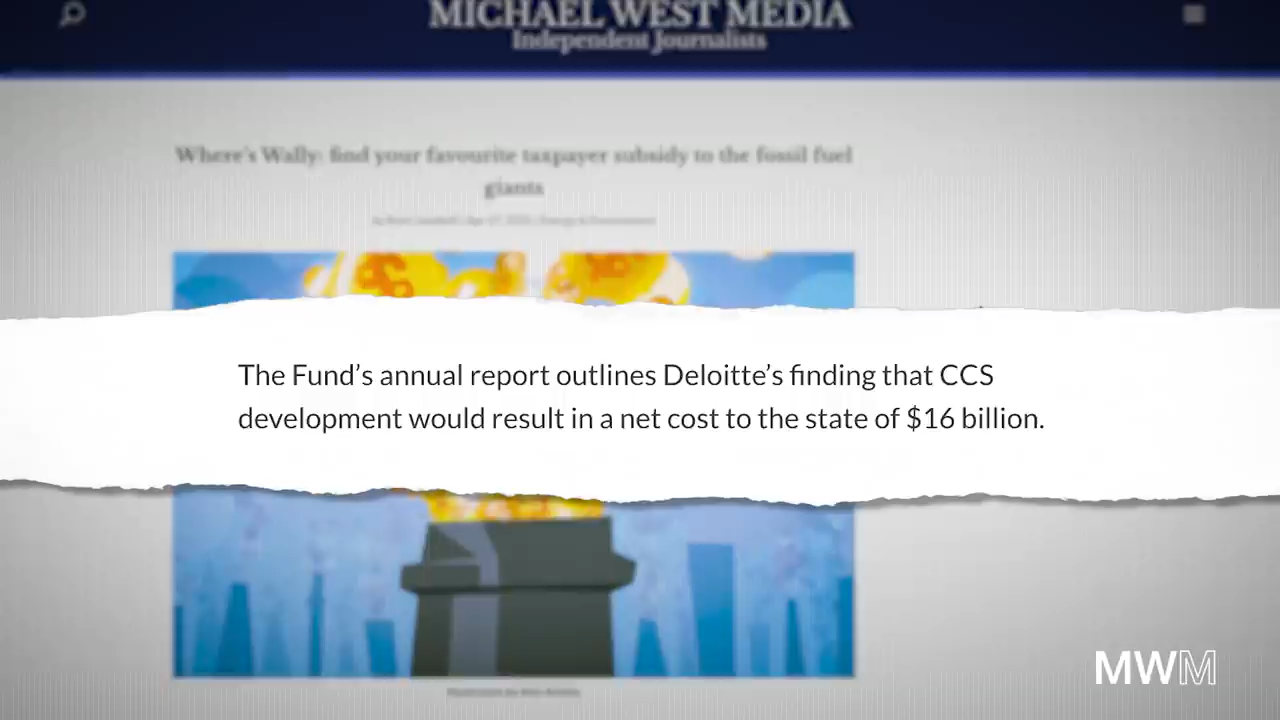 MICHAEL WEST MEDIA
Independent Journalists
Where's Wally: find your favourite taxpayer subsidy to the fossil fuel
giants
The Fund’s annual report outlines Deloitte’s finding that CCS
development would result in a net cost to the state of $16 billion.
MWM